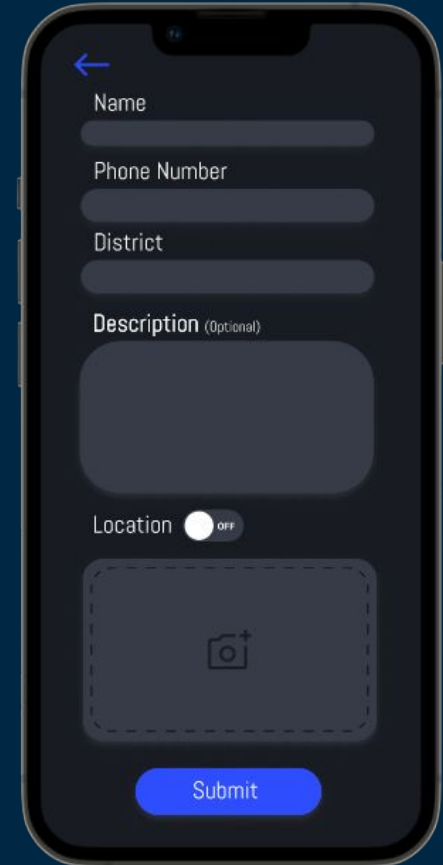 Name
Phone Number
District
Description (Optional)
Location OFF
Submit